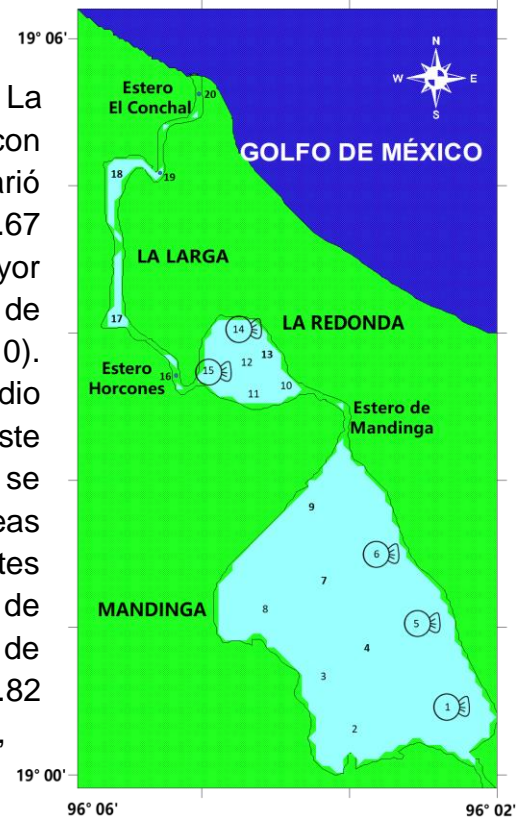 La
con
arió
.67
yor
de
0).
dio
ste
se
eas
tes
de
de
.82
,
19° 06'
Estero
El Conchal
20
N
W E
S
GOLFO DE MÉXICO
18
19
LA LARGA
17
LA REDONDA
14
13
12
15
16
Estero
Horcones
11
10
Estero de
Mandinga
9
6
7
MANDINGA
8
5
4
3
1
2
19° 00'
96° 06'
96° 02'